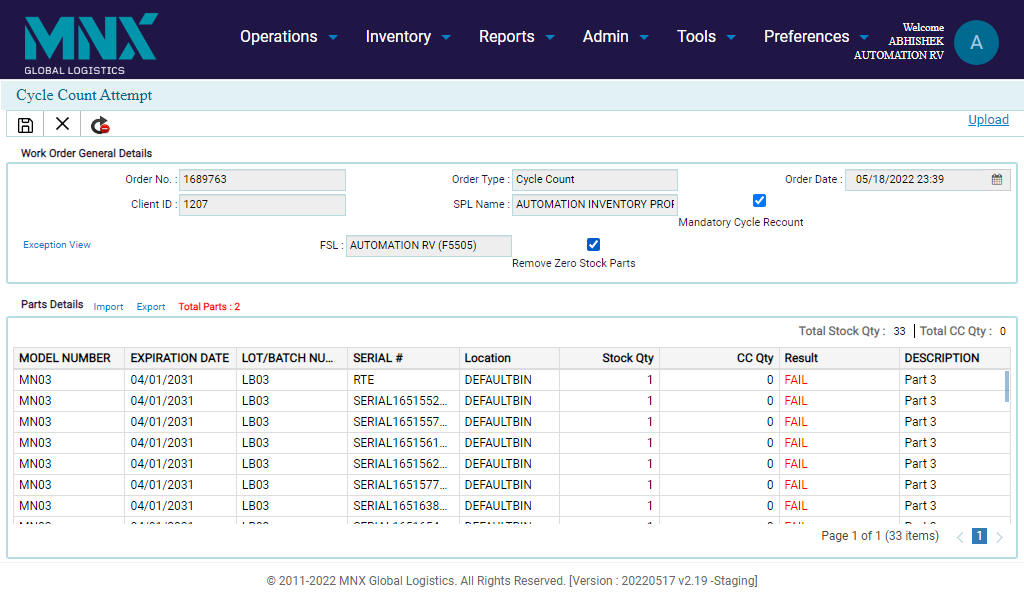 MNX
GLOBAL LOGISTICS
Operations Inventory Reports Admin Tools Preferences
Welcome
ABHISHEK
AUTOMATION RV
A
Cycle Count Attempt
Upload
Work Order General Details
Order No. : 1689763 Order Type : Cycle Count Order Date : 05/18/2022 23:39
Client ID : 1207 SPL Name : AUTOMATION INVENTORY
Mandatory Cycle Recount
Exception View FSL : AUTOMATION RV (F5505)
Remove Zero Stock Parts
Parts Details Import Export Total Parts : 2
Total Stock Qty : 33 Total CC Qty : 0
MODEL NUMBER EXPIRATION DATE LOT/BATCH NU... SERIAL # Location Stock Qty CC Qty Result DESCRIPTION
MN03 04/01/2031 LB03 RTE DEFAULTBIN 1 0 FAIL Part 3
MN03 04/01/2031 LB03 SERIAL1651552... DEFAULTBIN 1 0 FAIL Part 3
MN03 04/01/2031 LB03 SERIAL1651557... DEFAULTBIN 1 0 FAIL Part 3
MN03 04/01/2031 LB03 SERIAL1651561... DEFAULTBIN 1 0 FAIL Part 3
MN03 04/01/2031 LB03 SERIAL1651562... DEFAULTBIN 1 0 FAIL Part 3
MN03 04/01/2031 LB03 SERIAL1651577... DEFAULTBIN 1 0 FAIL Part 3
MN03 04/01/2031 LB03 SERIAL1651638... DEFAULTBIN 1 0 FAIL Part 3
Page 1 of 1 (33 items) 1
© 2011-2022 MNX Global Logistics. All Rights Reserved. [Version : 20220517 v2.19 -Staging]